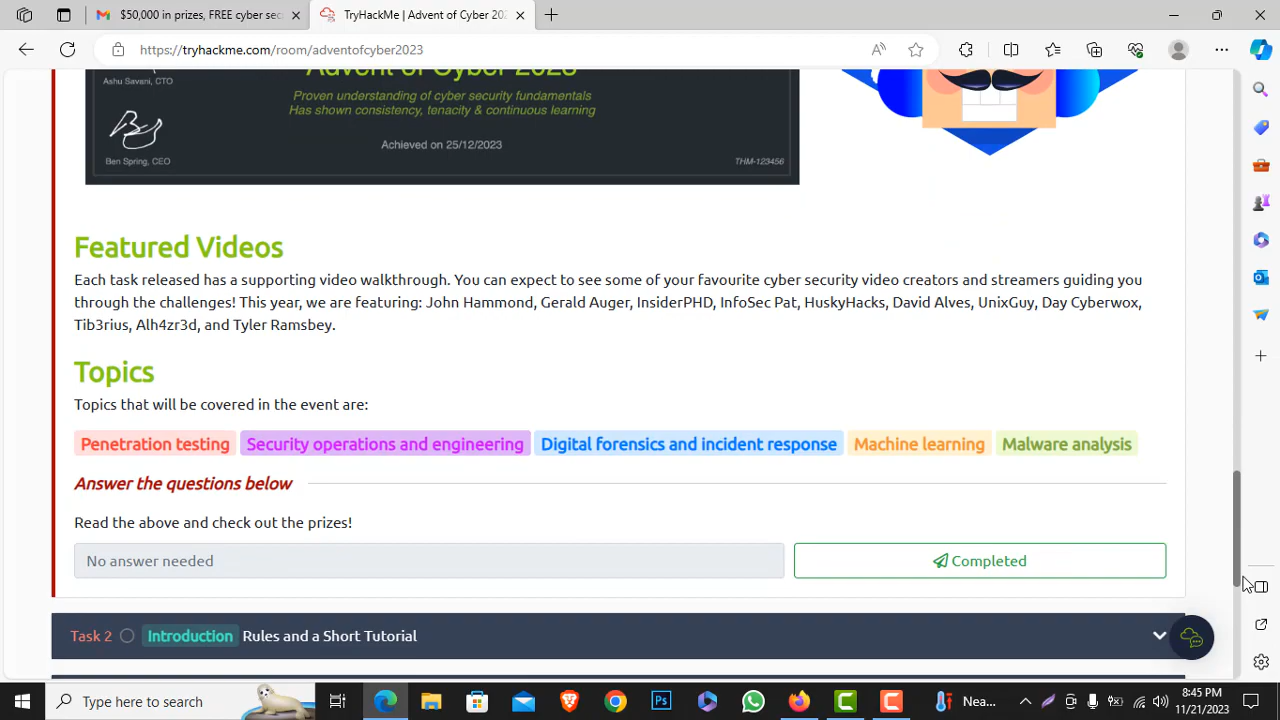 $50,000 in prizes, FREE cyber sec
TryHackMe | Advent of Cyber 202
https://tryhackme.com/room/adventofcyber2023
Ashu Savani, CTO
Advent of Cyber 2023
Proven understanding of cyber security fundamentals
Has shown consistency, tenacity & continuous learning
Achieved on 25/12/2023
Ben Spring, CEO
THM-123456
Featured Videos
Each task released has a supporting video walkthrough. You can expect to see some of your favourite cyber security video creators and streamers guiding you
through the challenges! This year, we are featuring: John Hammond, Gerald Auger, InsiderPHD, InfoSec Pat, HuskyHacks, David Alves, UnixGuy, Day Cyberwox,
Tib3rius, Alh4zr3d, and Tyler Ramsbey.
Topics
Topics that will be covered in the event are:
Penetration testing Security operations and engineering Digital forensics and incident response Machine learning Malware analysis
Answer the questions below
Read the above and check out the prizes!
No answer needed
Completed
Task 2 Introduction Rules and a Short Tutorial
Type here to search
Ps
Nea...
8:45 PM
11/21/2023